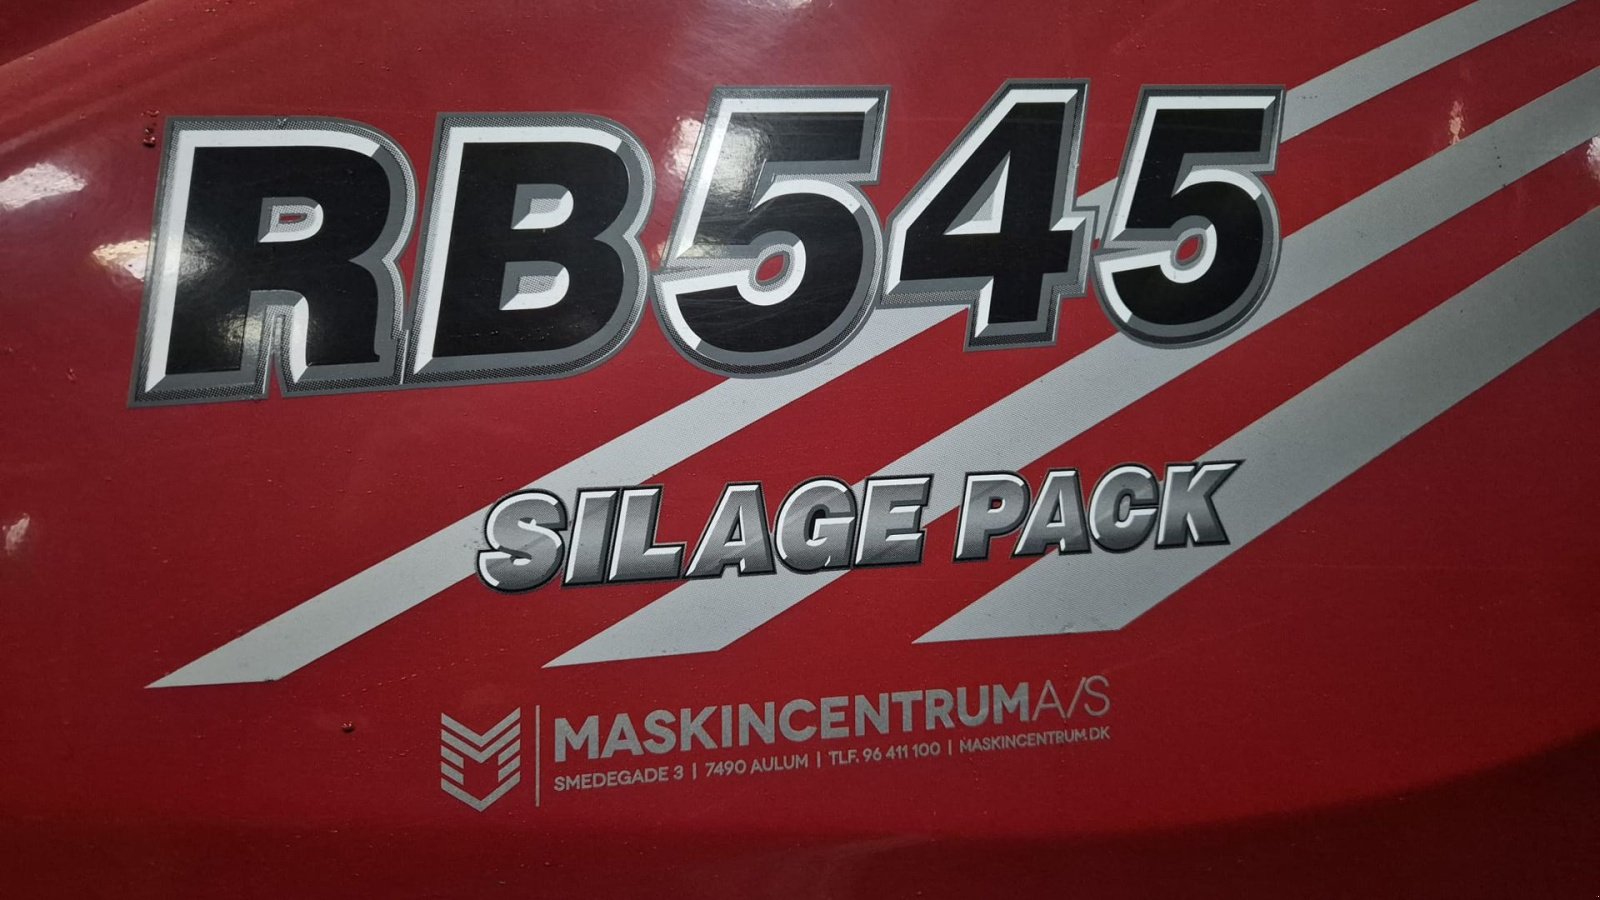 RB545
SILAGE PACK
MASKINCENTRUM A/S
SMEDEGADE 3 | 7490 AULUM | TLF. 96 411 100 | MASKINCENTRUM.DK